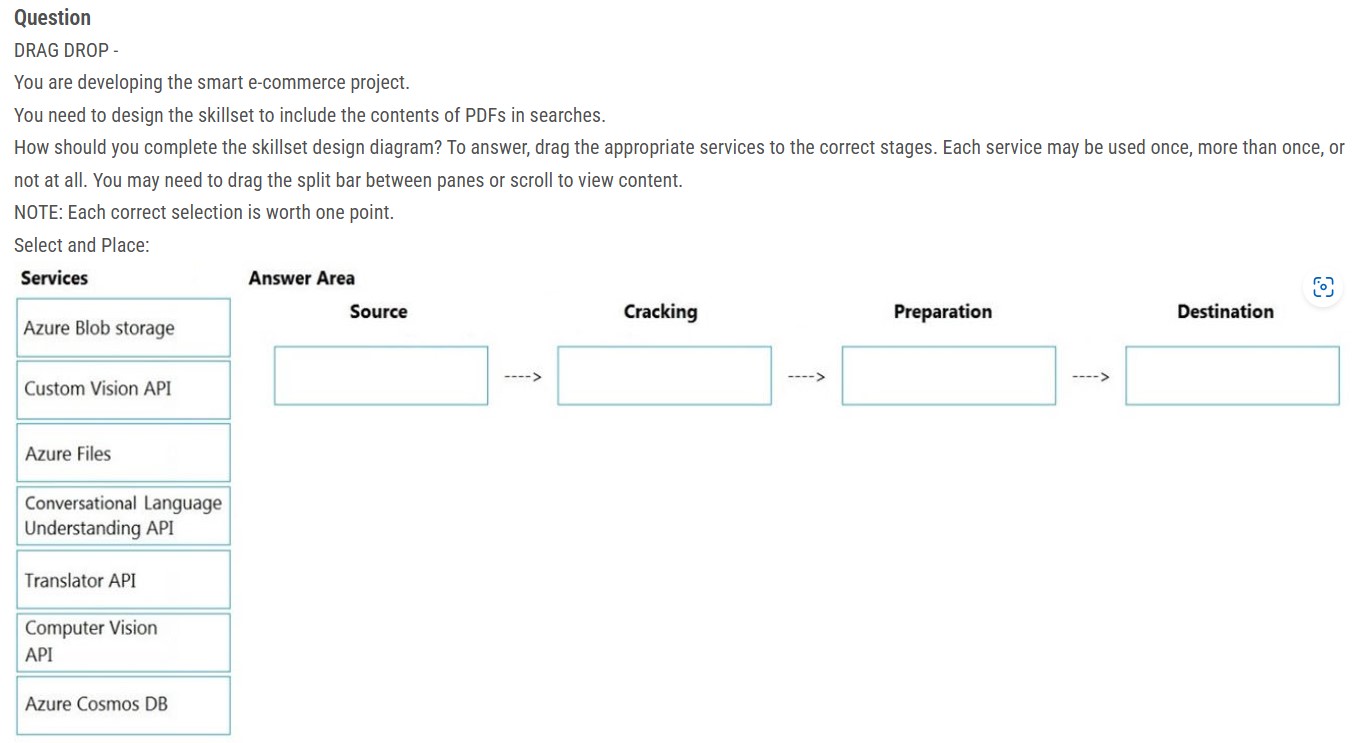 Question
DRAG DROP -
You are developing the smart e-commerce project.
You need to design the skillset to include the contents of PDFs in searches.
How should you complete the skillset design diagram? To answer, drag the appropriate services to the correct stages. Each service may be used once, more than once, or
not at all. You may need to drag the split bar between panes or scroll to view content.
NOTE: Each correct selection is worth one point.
Select and Place:
Services
Answer Area
Source
Cracking
Preparation
Destination
Azure Blob storage
Custom Vision API
Azure Files
Conversational Language
Understanding API
Translator API
Computer Vision
API
Azure Cosmos DB
---->
---->
---->